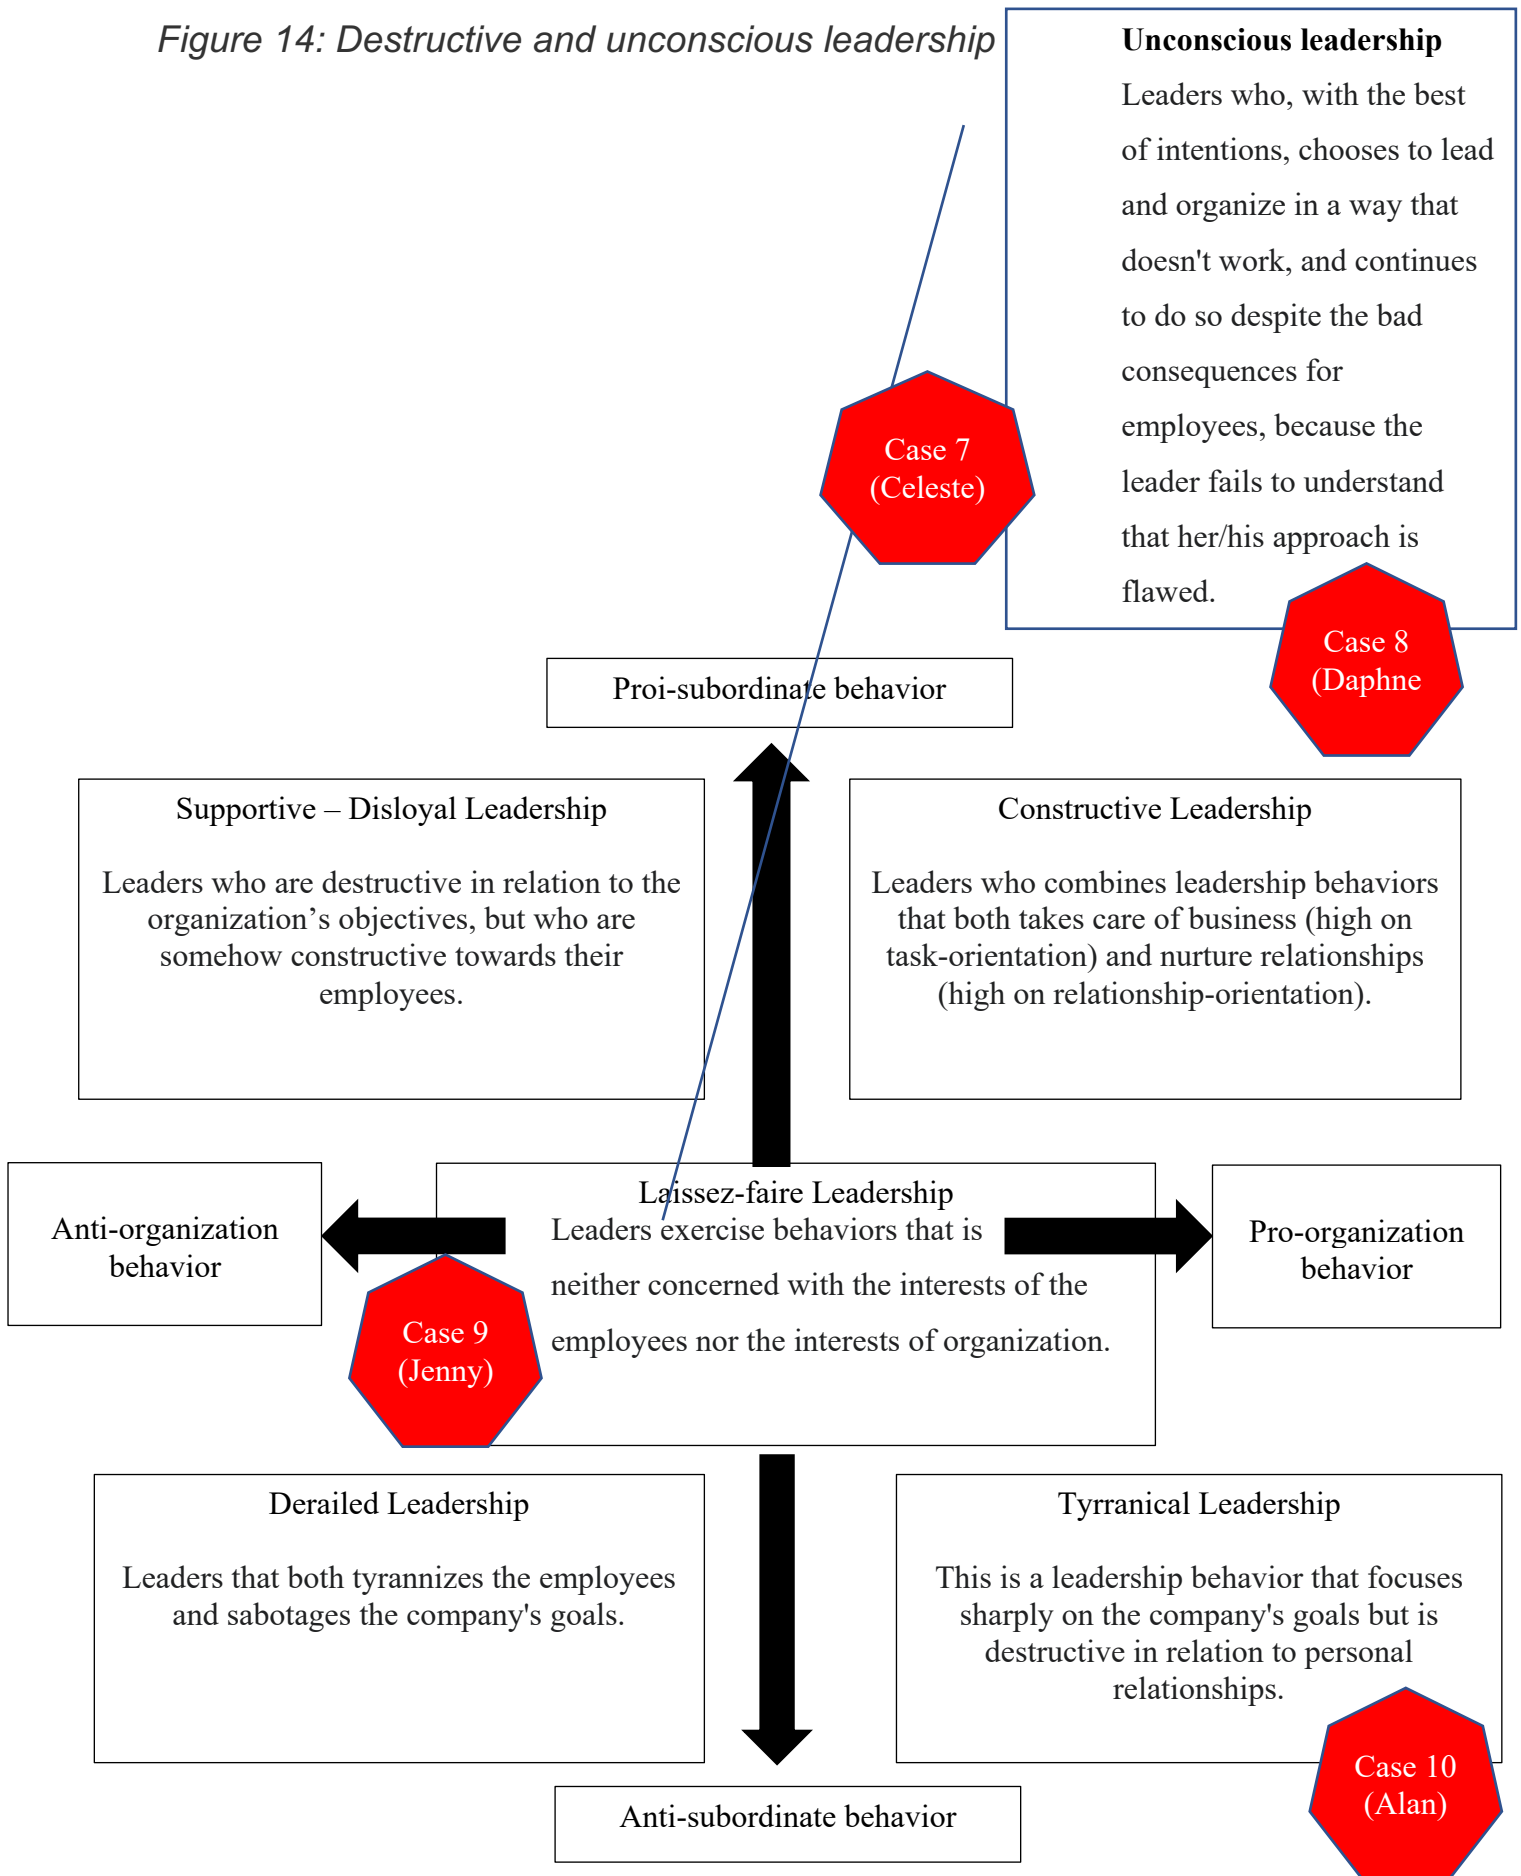 Figure 14: Destructive and unconscious leadership
Unconscious leadership
Leaders who, with the best
of intentions, chooses to lead
and organize in a way that
doesn't work, and continues
to do so despite the bad
consequences for
employees, because the
leader fails to understand
that her/his approach is
flawed.
Case 7
(Celeste)
Case 8
(Daphne
Proi-subordinate behavior
Supportive – Disloyal Leadership
Leaders who are destructive in relation to the
organization’s objectives, but who are
somehow constructive towards their
employees.
Constructive Leadership
Leaders who combines leadership behaviors
that both takes care of business (high on
task-orientation) and nurture relationships
(high on relationship-orientation).
Anti-organization
behavior
Laissez-faire Leadership
Leaders exercise behaviors that is
neither concerned with the interests of the
employees nor the interests of organization.
Pro-organization
behavior
Case 9
(Jenny)
Derailed Leadership
Leaders that both tyrannizes the employees
and sabotages the company's goals.
Tyrranical Leadership
This is a leadership behavior that focuses
sharply on the company's goals but is
destructive in relation to personal
relationships.
Case 10
(Alan)
Anti-subordinate behavior